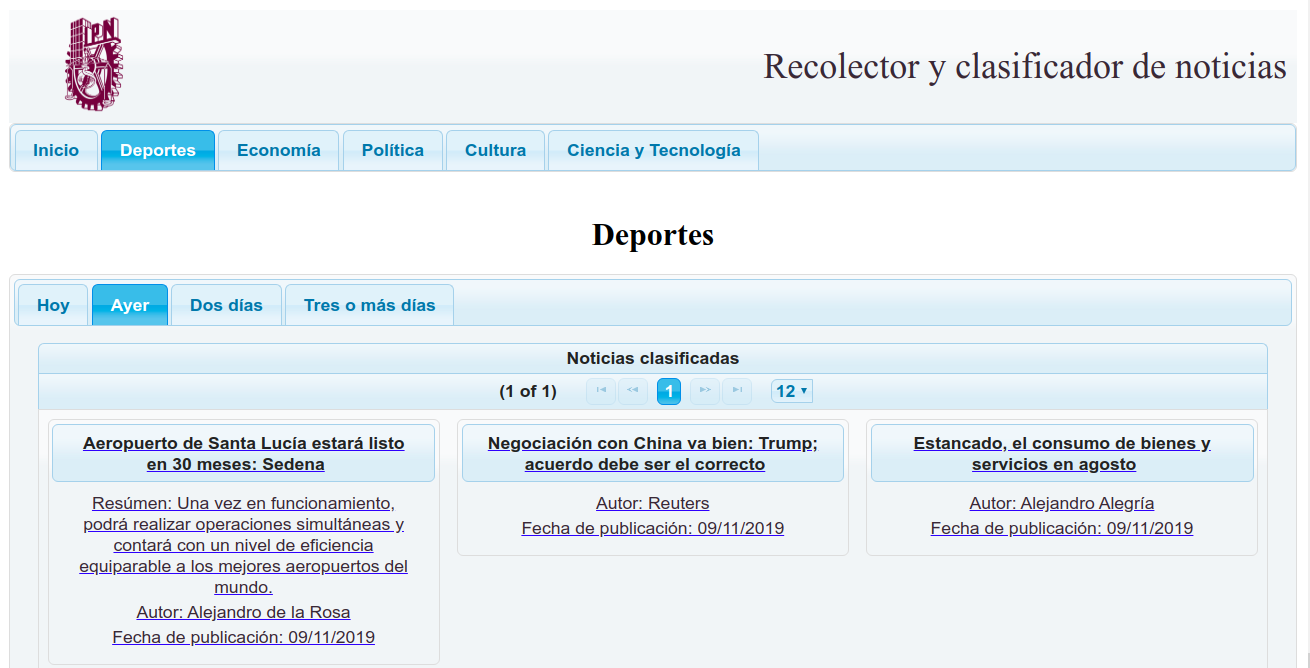 IPN
Recolector y clasificador de noticias
Inicio
Deportes
Economía
Política
Cultura
Ciencia y Tecnología
Deportes
Hoy
Ayer
Dos días
Tres o más días
Noticias clasificadas
(1 of 1)
1
12
Aeropuerto de Santa Lucía estará listo
en 30 meses: Sedena
Resúmen: Una vez en funcionamiento,
podrá realizar operaciones simultáneas y
contará con un nivel de eficiencia
equiparable a los mejores aeropuertos del
mundo.
Autor: Alejandro de la Rosa
Fecha de publicación: 09/11/2019
Negociación con China va bien: Trump;
acuerdo debe ser el correcto
Autor: Reuters
Fecha de publicación: 09/11/2019
Estancado, el consumo de bienes y
servicios en agosto
Autor: Alejandro Alegría
Fecha de publicación: 09/11/2019